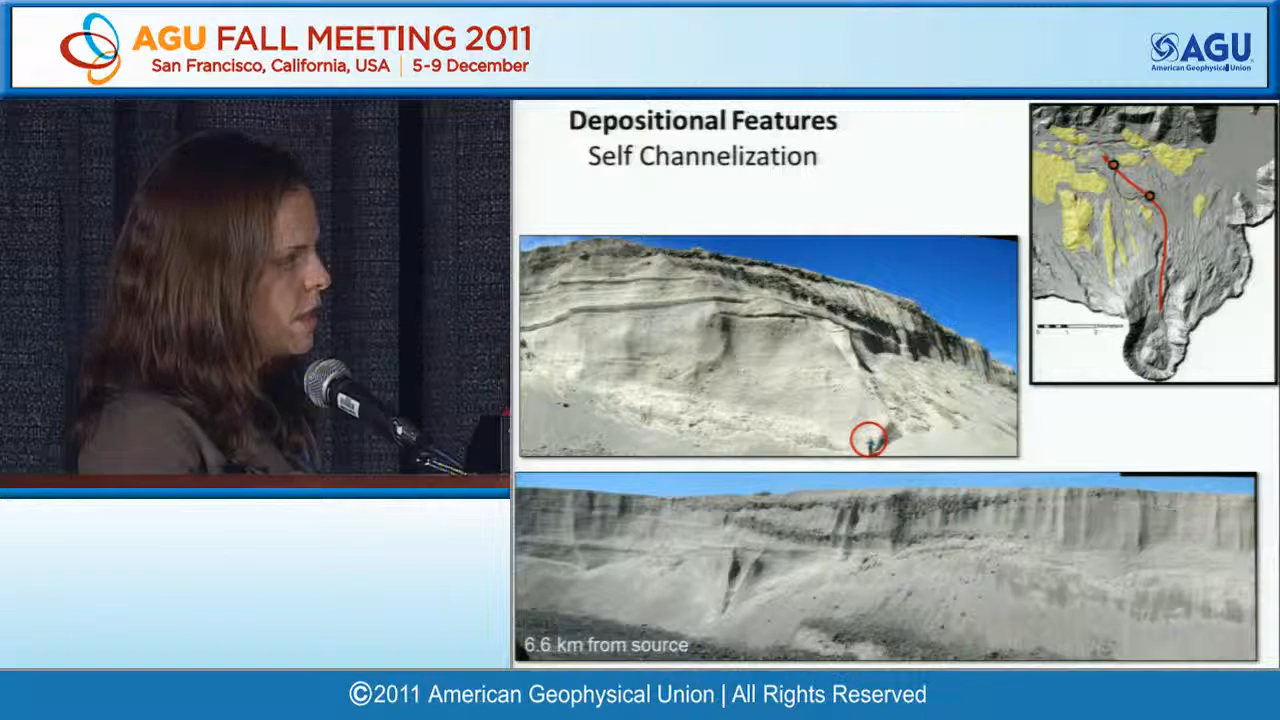 AGU FALL MEETING 2011
San Francisco, California, USA | 5-9 December
AGU
American Geophysical Union
Depositional Features
Self Channelization
6.6 km from source
©2011 American Geophysical Union | All Rights Reserved